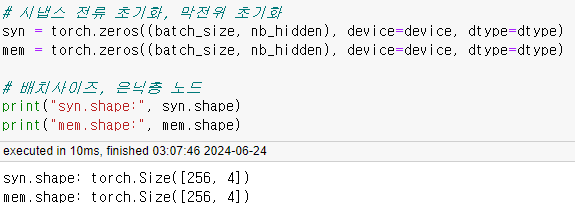 # 시냅스 전류 초기화, 막전위 초기화
syn = torch.zeros((batch_size, nb_hidden), device=device, dtype=dtype)
mem = torch.zeros((batch_size, nb_hidden), device=device, dtype=dtype)
# 배치사이즈, 은닉층 노드
print("syn.shape:", syn.shape)
print("mem.shape:", mem.shape)
executed in 10ms, finished 03:07:46 2024-06-24
syn.shape: torch.Size([256, 4])
mem.shape: torch.Size([256, 4])